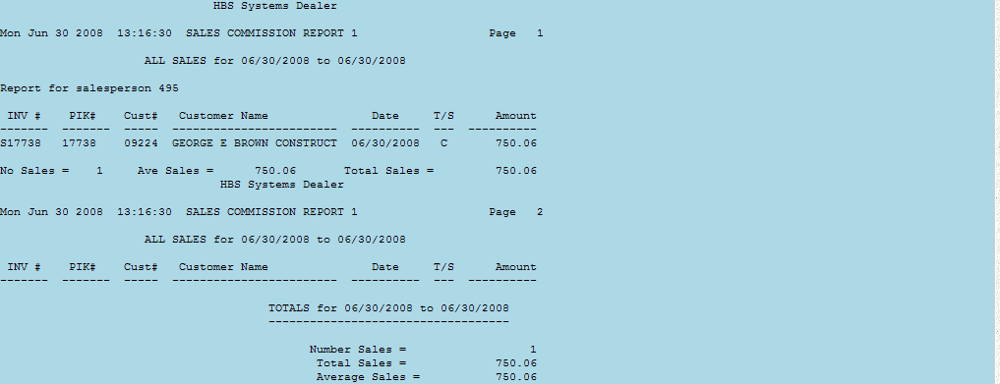 HBS Systems Dealer
Mon Jun 30 2008  13:16:30  SALES COMMISSION REPORT 1                   Page   1
ALL SALES for 06/30/2008 to 06/30/2008
Report for salesperson 495
INV #    PIK#    Cust#   Customer Name               Date     T/S      Amount
-------  -------  -----  ------------------------  ----------  ---  ----------
S17738  17738    09224  GEORGE E BROWN CONSTRUCT  06/30/2008   C       750.06
No Sales =    1     Ave Sales =      750.06       Total Sales =         750.06
HBS Systems Dealer
Mon Jun 30 2008  13:16:30  SALES COMMISSION REPORT 1                   Page   2
ALL SALES for 06/30/2008 to 06/30/2008
INV #    PIK#    Cust#   Customer Name               Date     T/S      Amount
-------  -------  -----  ------------------------  ----------  ---  ----------
TOTALS for 06/30/2008 to 06/30/2008
-----------------------------------
Number Sales =                  1
Total Sales =             750.06
Average Sales =           750.06